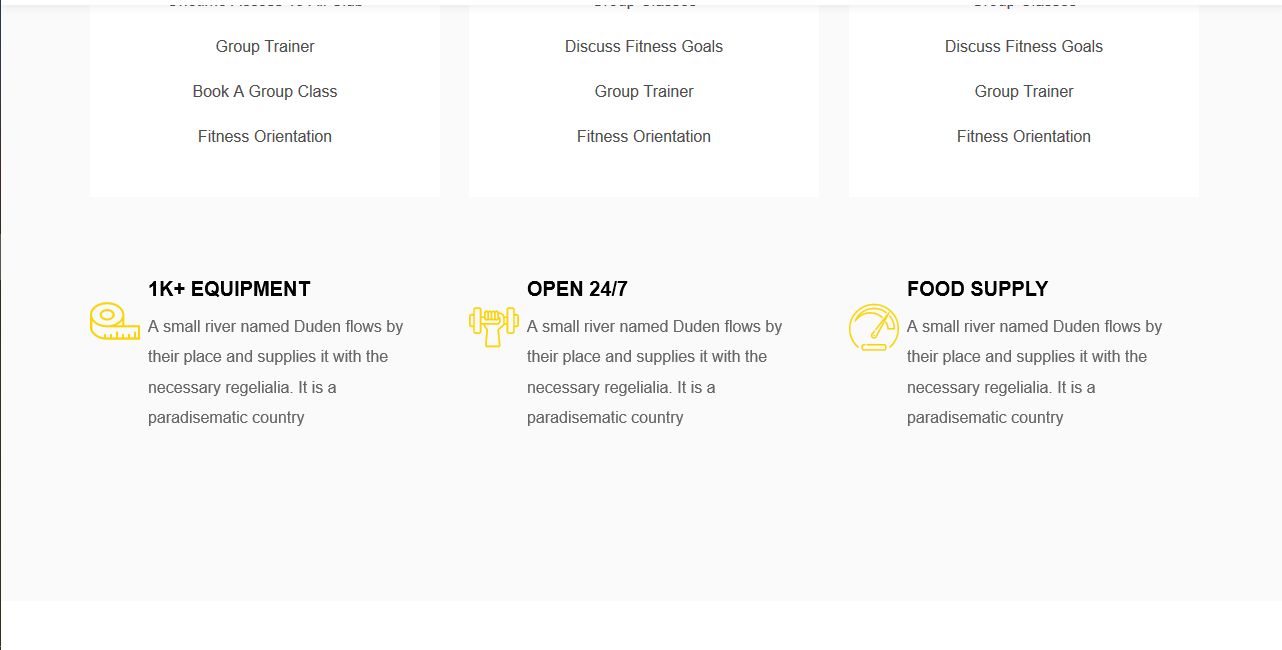 Group Trainer
Book A Group Class
Fitness Orientation
Group Classes
Discuss Fitness Goals
Group Trainer
Fitness Orientation
Group Classes
Discuss Fitness Goals
Group Trainer
Fitness Orientation
1K+ EQUIPMENT
A small river named Duden flows by
their place and supplies it with the
necessary regelialia. It is a
paradisematic country
OPEN 24/7
A small river named Duden flows by
their place and supplies it with the
necessary regelialia. It is a
paradisematic country
FOOD SUPPLY
A small river named Duden flows by
their place and supplies it with the
necessary regelialia. It is a
paradisematic country